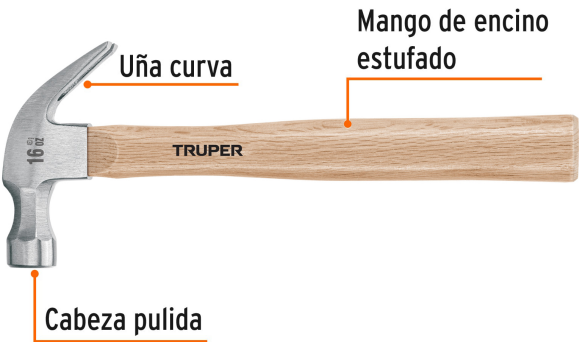 Mango de encino
estufado
Uña curva
16 oz
TRUPER
Cabeza pulida